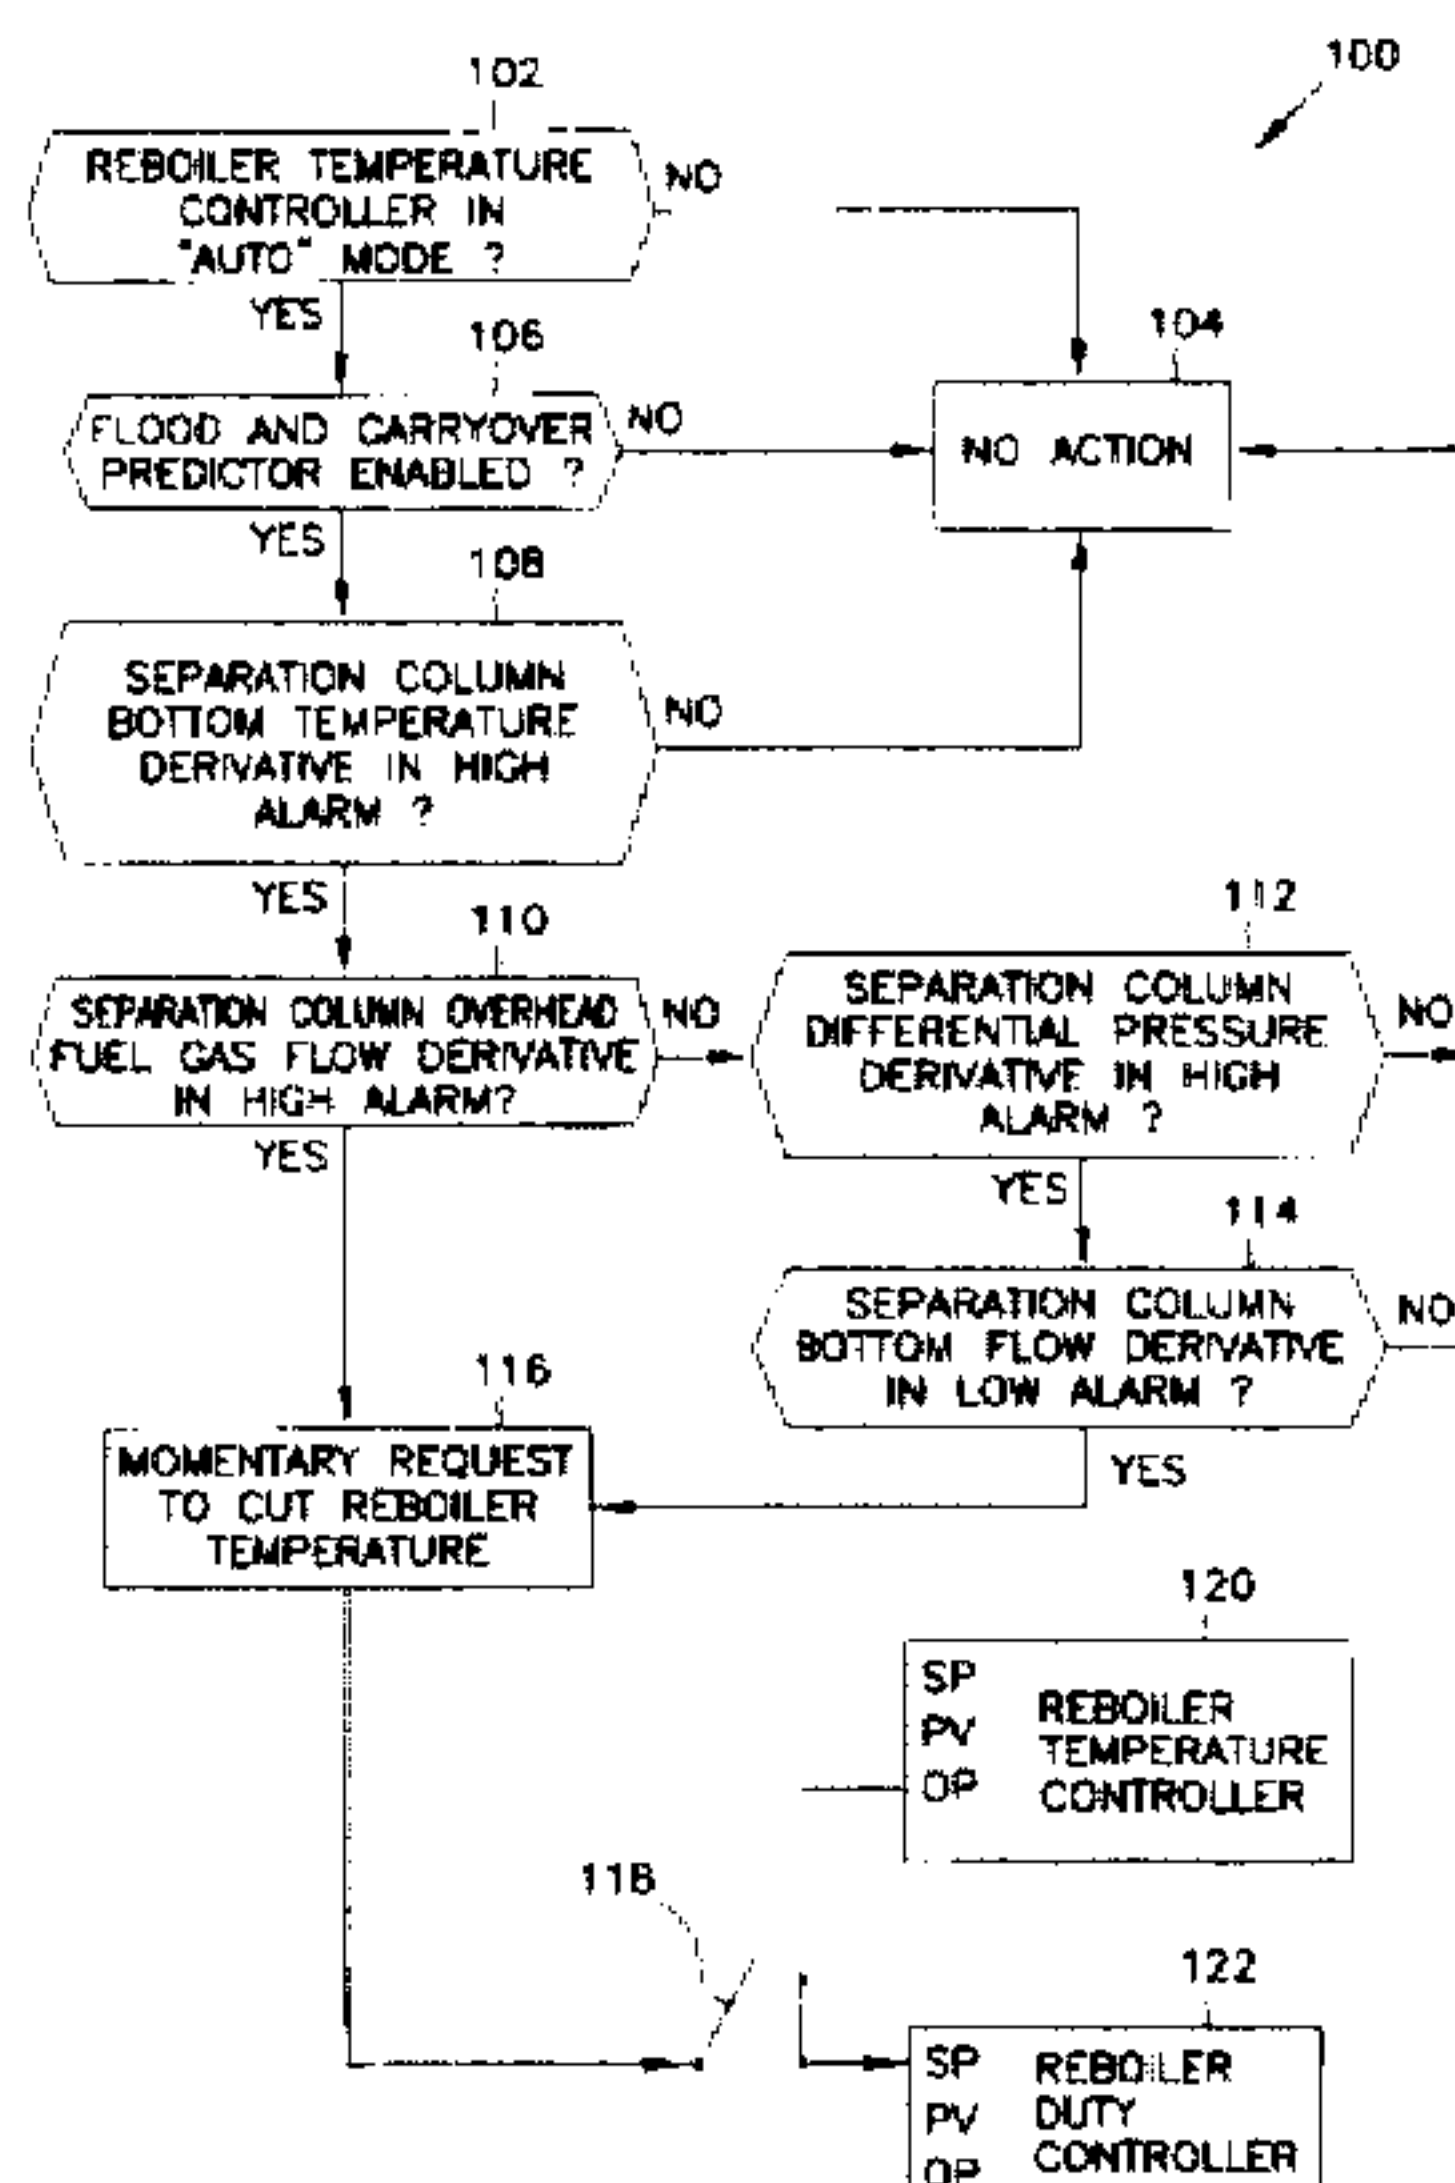 100
102
REBOILER TEMPERATURE
CONTROLLER IN
"AUTO" MODE ?
NO
YES
104
NO ACTION
106
FLOOD AND CARRYOVER
PREDICTOR ENABLED ?
NO
YES
108
SEPARATION COLUMN
BOTTOM TEMPERATURE
DERIVATIVE IN HIGH
ALARM ?
NO
YES
110
SEPARATION COLUMN OVERHEAD
FUEL GAS FLOW DERIVATIVE
IN HIGH ALARM?
NO
YES
112
SEPARATION COLUMN
DIFFERENTIAL PRESSURE
DERIVATIVE IN HIGH
ALARM ?
NO
YES
114
SEPARATION COLUMN
BOTTOM FLOW DERIVATIVE
IN LOW ALARM ?
NO
YES
116
MOMENTARY REQUEST
TO CUT REBOILER
TEMPERATURE
120
SP
PV
OP
REBOILER
TEMPERATURE
CONTROLLER
118
122
SP
PV
OP
REBOILER
DUTY
CONTROLLER